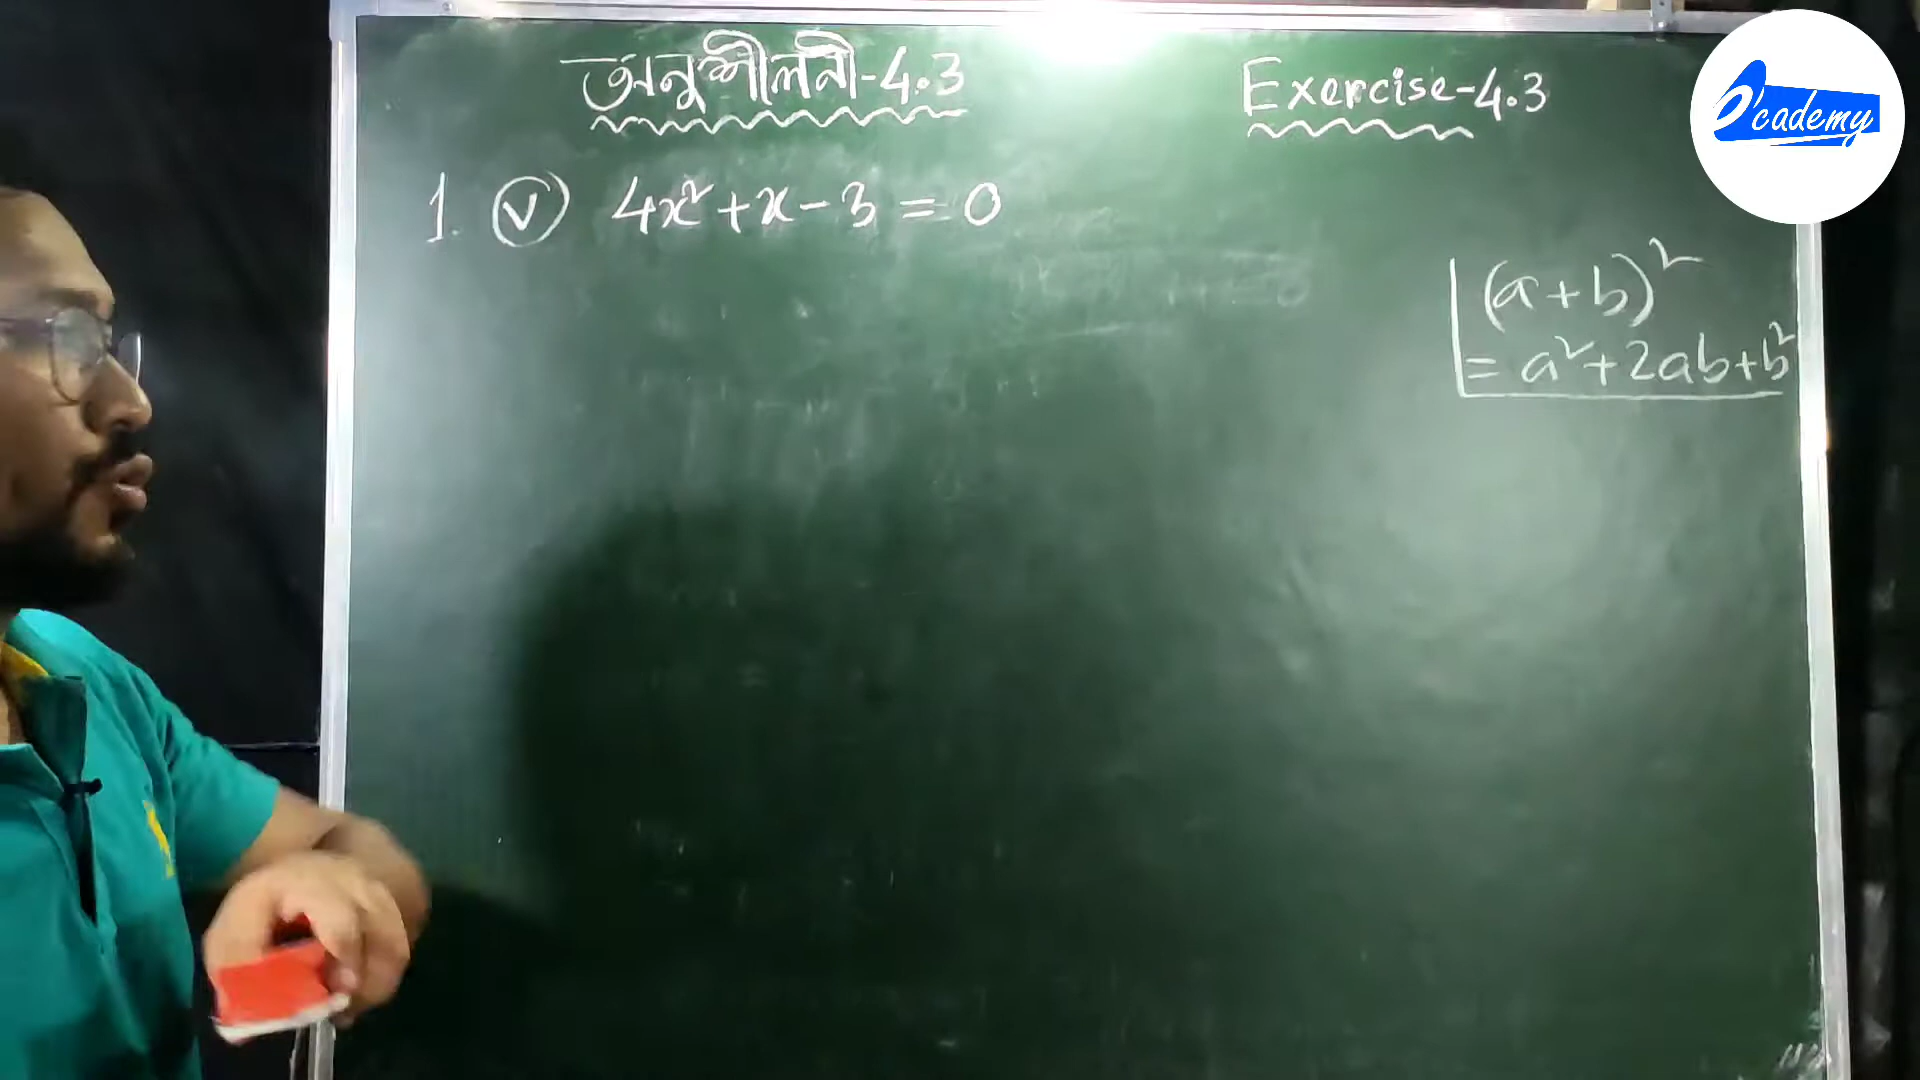 অনুশীলনী-4.3
Exercise-4.3
D'cademy
1. (v) 4x²+x-3=0
(a+b)²
=a²+2ab+b²